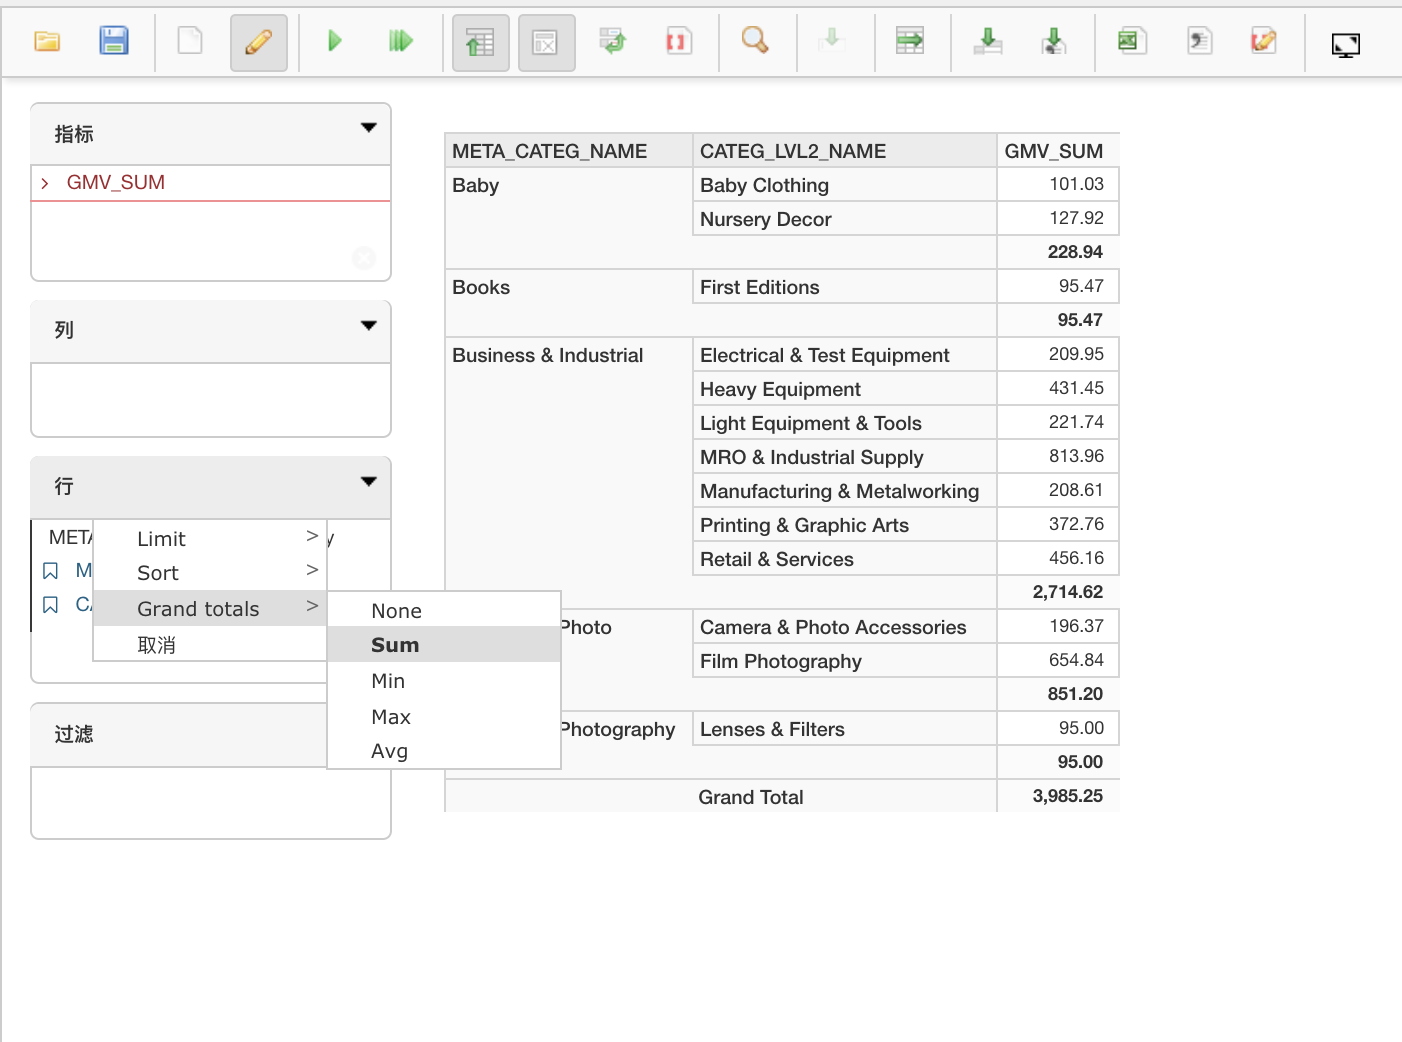 指标
GMV_SUM
列
行
META
y
M
CA
Limit >
Sort >
Grand totals >
取消
None
Sum
Min
Max
Avg
过滤
META_CATEG_NAME CATEG_LVL2_NAME GMV_SUM
Baby Baby Clothing 101.03
Nursery Decor 127.92
228.94
Books First Editions 95.47
95.47
Business & Industrial Electrical & Test Equipment 209.95
Heavy Equipment 431.45
Light Equipment & Tools 221.74
MRO & Industrial Supply 813.96
Manufacturing & Metalworking 208.61
Printing & Graphic Arts 372.76
Retail & Services 456.16
2,714.62
Photo Camera & Photo Accessories 196.37
Film Photography 654.84
851.20
Photography Lenses & Filters 95.00
95.00
Grand Total 3,985.25